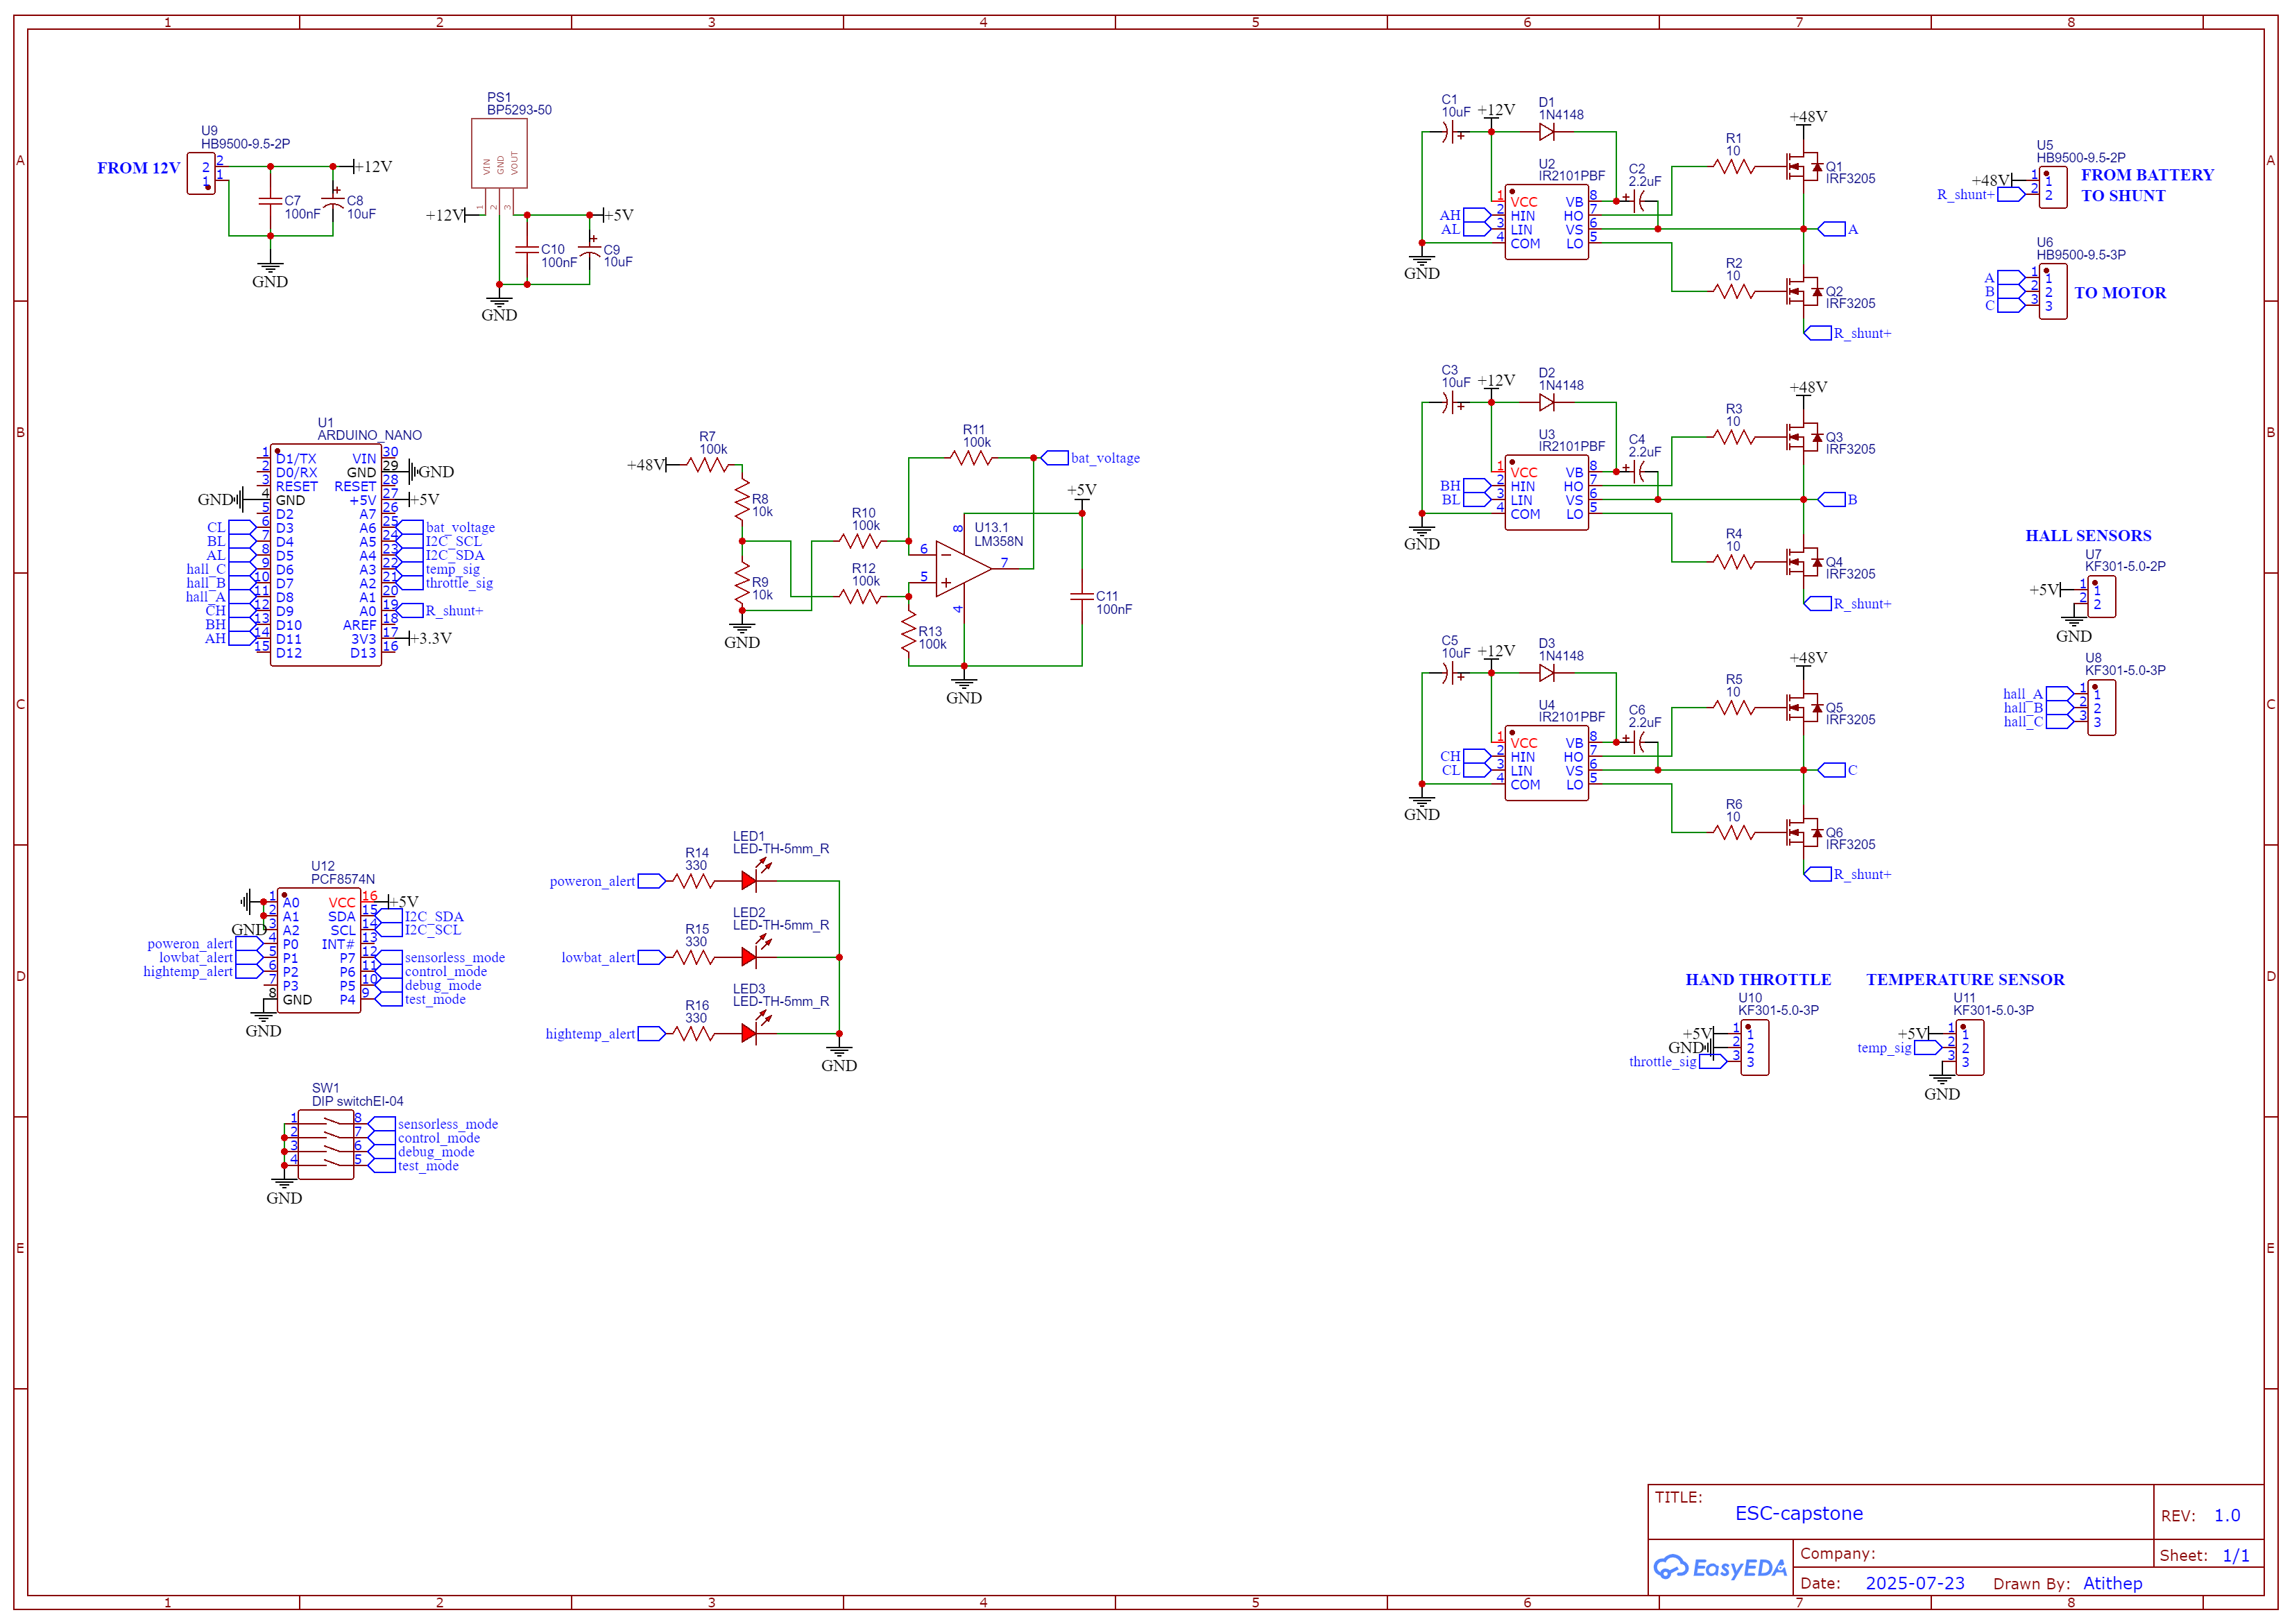 1 2 3 4 5 6 7 8
A
B
C
D
E
U9
HB9500-9.5-2P
FROM 12V
2 2
1 1
+12V
C7
100nF
C8
10uF
GND
PS1
BP5293-50
VIN
GND
VOUT
1 2 3
+12V
+5V
C10
100nF
C9
10uF
GND
U1
ARDUINO_NANO
1 D1/TX VIN 30
2 D0/RX GND 29 GND
3 RESET RESET 28
GND 4 GND +5V 27 +5V
5 D2 A7 26
CL 6 D3 A6 25 bat_voltage
BL 7 D4 A5 24 I2C_SCL
AL 8 D5 A4 23 I2C_SDA
hall_C 9 D6 A3 22 temp_sig
hall_B 10 D7 A2 21 throttle_sig
hall_A 11 D8 A1 20
CH 12 D9 A0 19 R_shunt+
BH 13 D10 AREF 18
AH 14 D11 3V3 17 +3.3V
15 D12 D13 16
+48V
R7
100k
R8
10k
R9
10k
GND
R10
100k
R12
100k
R11
100k
R13
100k
bat_voltage
+5V
U13.1
LM358N
6
5
7
8
4
C11
100nF
GND
U12
PCF8574N
1 A0 VCC 16 +5V
2 A1 SDA 15 I2C_SDA
GND 3 A2 SCL 14 I2C_SCL
poweron_alert 4 P0 INT# 13
lowbat_alert 5 P1 P7 12 sensorless_mode
hightemp_alert 6 P2 P6 11 control_mode
7 P3 P5 10 debug_mode
8 GND P4 9 test_mode
GND
LED1
LED-TH-5mm_R
R14
330
poweron_alert
LED2
LED-TH-5mm_R
R15
330
lowbat_alert
LED3
LED-TH-5mm_R
R16
330
hightemp_alert
GND
SW1
DIP switchEI-04
1 8 sensorless_mode
2 7 control_mode
3 6 debug_mode
4 5 test_mode
GND
C1
10uF
+12V
D1
1N4148
U2
IR2101PBF
1 VCC VB 8
AH 2 HIN HO 7
AL 3 LIN VS 6
4 COM LO 5
GND
C2
2.2uF
R1
10
+48V
Q1
IRF3205
A
R2
10
Q2
IRF3205
R_shunt+
C3
10uF
+12V
D2
1N4148
U3
IR2101PBF
1 VCC VB 8
BH 2 HIN HO 7
BL 3 LIN VS 6
4 COM LO 5
GND
C4
2.2uF
R3
10
+48V
Q3
IRF3205
B
R4
10
Q4
IRF3205
R_shunt+
C5
10uF
+12V
D3
1N4148
U4
IR2101PBF
1 VCC VB 8
CH 2 HIN HO 7
CL 3 LIN VS 6
4 COM LO 5
GND
C6
2.2uF
R5
10
+48V
Q5
IRF3205
C
R6
10
Q6
IRF3205
R_shunt+
U5
HB9500-9.5-2P
+48V 1 1 FROM BATTERY
R_shunt+ 2 2 TO SHUNT
U6
HB9500-9.5-3P
A 1 1
B 2 2 TO MOTOR
C 3 3
HALL SENSORS
U7
KF301-5.0-2P
+5V 1 1
2 2
GND
U8
KF301-5.0-3P
hall_A 1 1
hall_B 2 2
hall_C 3 3
HAND THROTTLE
U10
KF301-5.0-3P
+5V 1 1
GND 2 2
throttle_sig 3 3
TEMPERATURE SENSOR
U11
KF301-5.0-3P
+5V 1 1
temp_sig 2 2
3 3
GND
TITLE:
ESC-capstone
REV: 1.0
EasyEDA
Company:
Sheet: 1/1
Date: 2025-07-23 Drawn By: Atithep
A
B
C
D
E
1 2 3 4 5 6 7 8